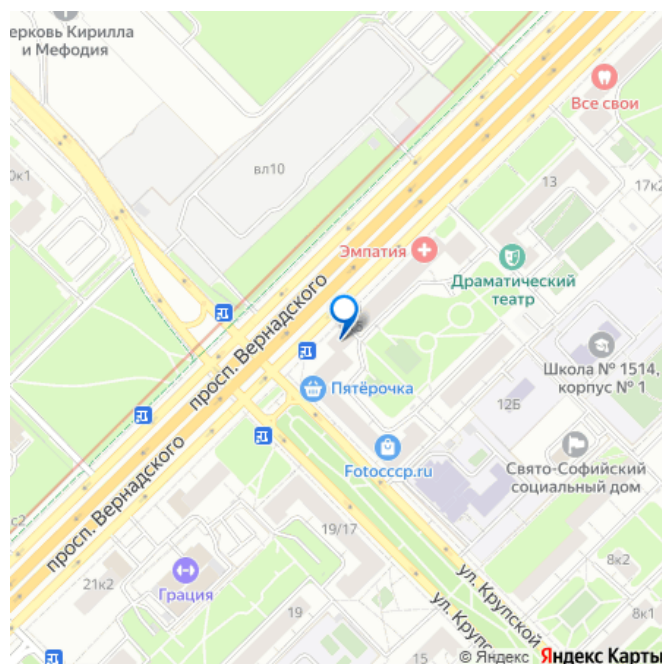 ерковь Кирилла
и Мефодия
Все свои
вл10
0к1
13
17к2
Эмпатия
Драматический
театр
просп. Вернадского
Школа № 1514,
корпус № 1
Пятёрочка
12Б
Fotocccp.ru
Свято-Софийский
социальный дом
просп. Вернадского
19/17
8к2
21к2
Грация
ул. Крупской
19
8к1
ул. Крупс
15
© Яндекс Яндекс Карты